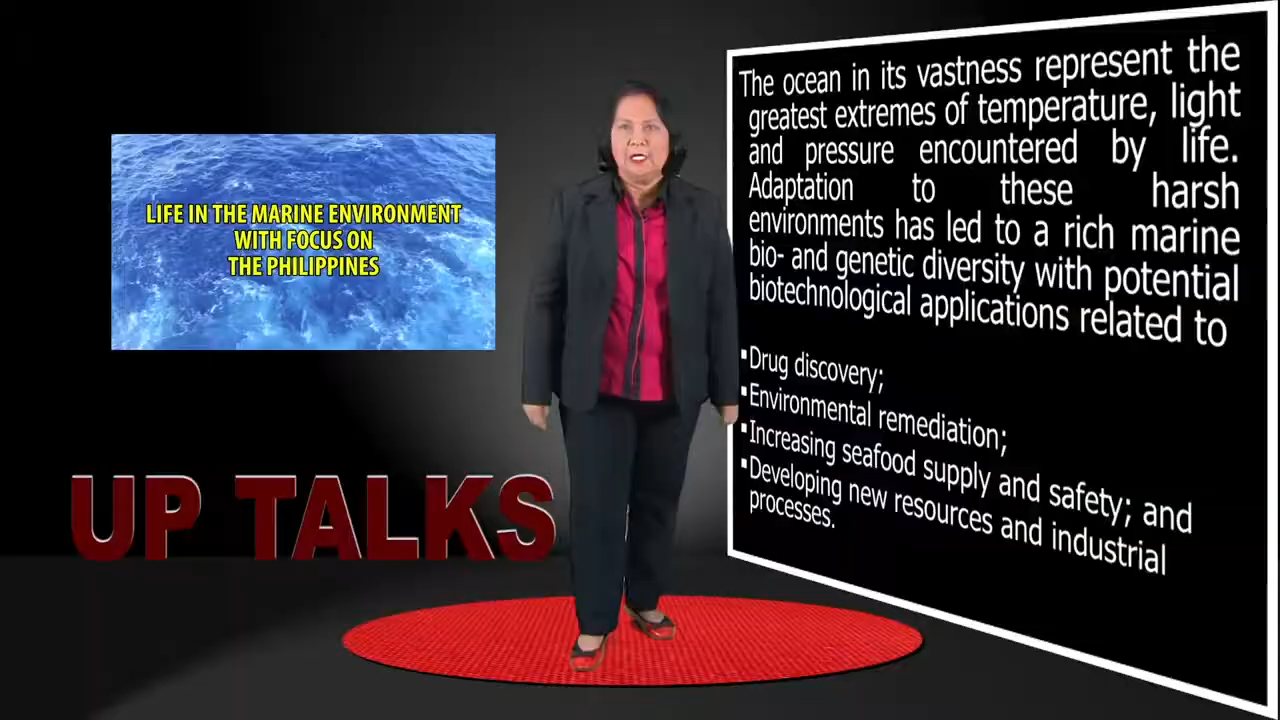 LIFE IN THE MARINE ENVIRONMENT
WITH FOCUS ON
THE PHILIPPINES
UP TALKS
The ocean in its vastness represent the
greatest extremes of temperature, light
and pressure encountered by life.
Adaptation to these harsh
environments has led to a rich marine
bio- and genetic diversity with potential
biotechnological applications related to
▪Drug discovery;
▪Environmental remediation;
▪Increasing seafood supply and safety; and
▪Developing new resources and industrial
processes.